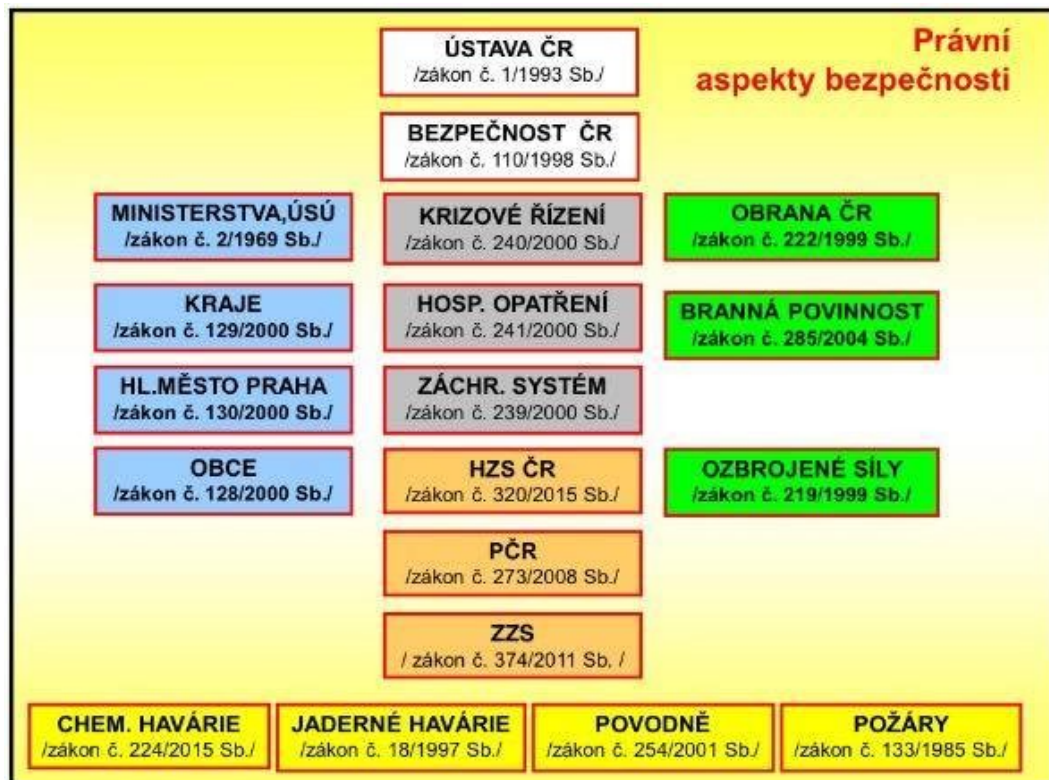 Právní
aspekty bezpečnosti
ÚSTAVA ČR
/zákon č. 1/1993 Sb./
BEZPEČNOST ČR
/zákon č. 110/1998 Sb./
MINISTERSTVA,ÚSÚ
/zákon č. 2/1969 Sb./
KRIZOVÉ ŘÍZENÍ
/zákon č. 240/2000 Sb./
OBRANA ČR
/zákon č. 222/1999 Sb./
KRAJE
/zákon č. 129/2000 Sb./
HOSP. OPATŘENÍ
/zákon č. 241/2000 Sb./
BRANNÁ POVINNOST
/zákon č. 285/2004 Sb./
HL.MĚSTO PRAHA
/zákon č. 130/2000 Sb./
ZÁCHR. SYSTÉM
/zákon č. 239/2000 Sb./
OBCE
/zákon č. 128/2000 Sb./
HZS ČR
/zákon č. 320/2015 Sb./
OZBROJENÉ SÍLY
/zákon č. 219/1999 Sb./
PČR
/zákon č. 273/2008 Sb./
ZZS
/ zákon č. 374/2011 Sb. /
CHEM. HAVÁRIE
/zákon č. 224/2015 Sb./
JADERNÉ HAVÁRIE
/zákon č. 18/1997 Sb./
POVODNĚ
/zákon č. 254/2001 Sb./
POŽÁRY
/zákon č. 133/1985 Sb./